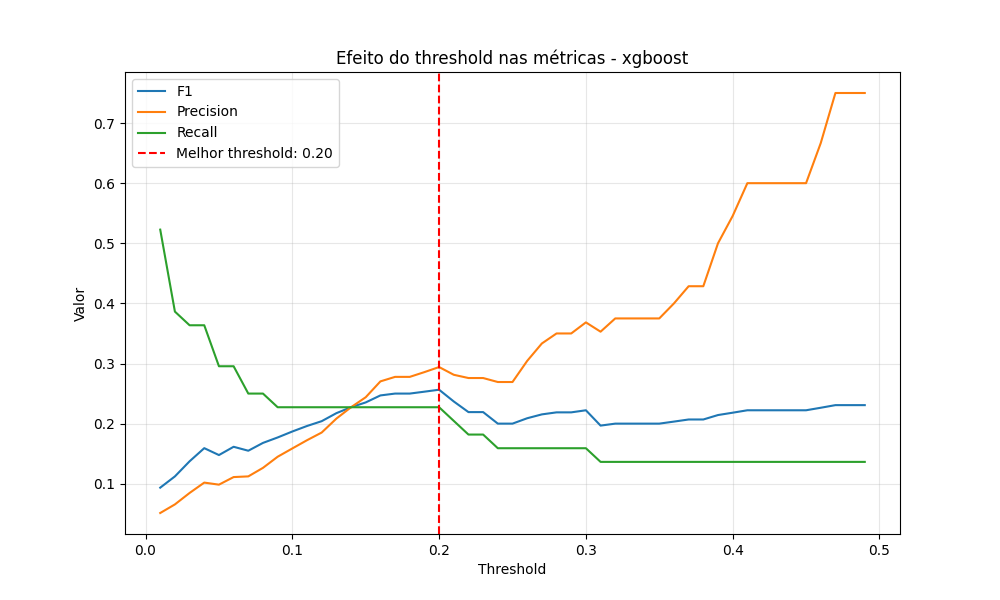 Efeito do threshold nas métricas - xgboost
F1
Precision
Recall
Melhor threshold: 0.20
Valor
0.7
0.6
0.5
0.4
0.3
0.2
0.1
0.0
0.1
0.2
0.3
0.4
0.5
Threshold